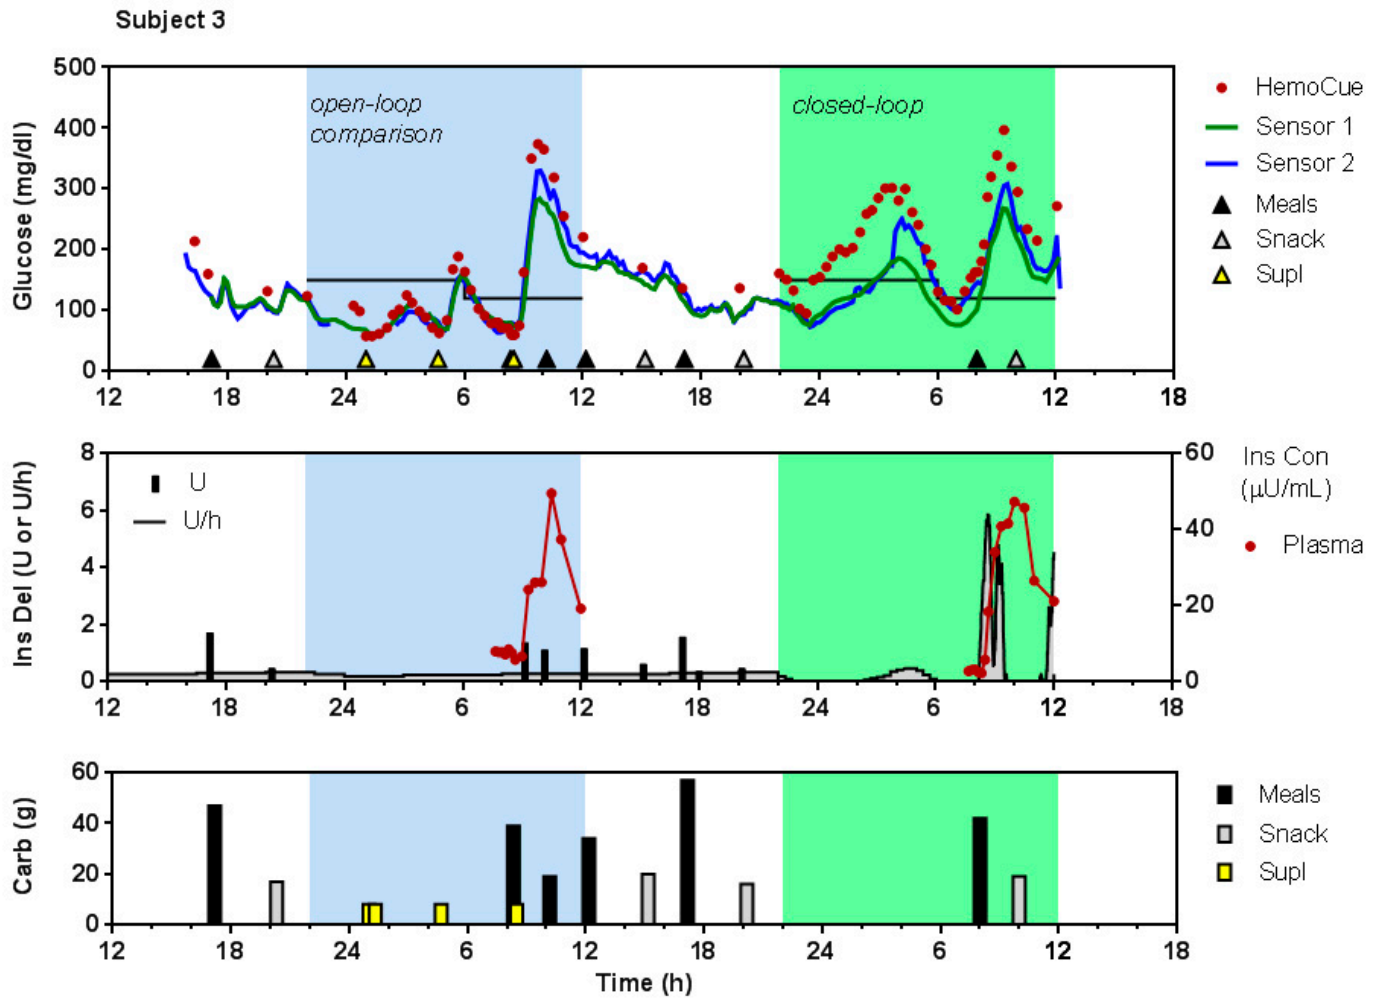 Subject 3
500
400
300
200
100
0
Glucose (mg/dl)
open-loop
comparison
closed-loop
HemoCue
Sensor 1
Sensor 2
Meals
Snack
Supl
12 18 24 6 12 18 24 6 12 18
8
6
4
2
0
Ins Del (U or U/h)
U
U/h
60
40
20
0
Ins Con
(µU/mL)
Plasma
12 18 24 6 12 18 24 6 12 18
60
40
20
0
Carb (g)
Meals
Snack
Supl
12 18 24 6 12 18 24 6 12 18
Time (h)